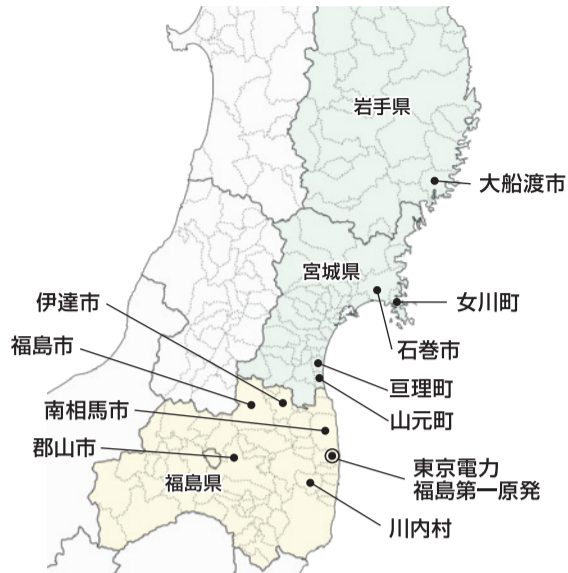 岩手県
大船渡市
宮城県
女川町
石巻市
伊達市
福島市
亘理町
山元町
南相馬市
郡山市
福島県
東京電力
福島第一原発
川内村